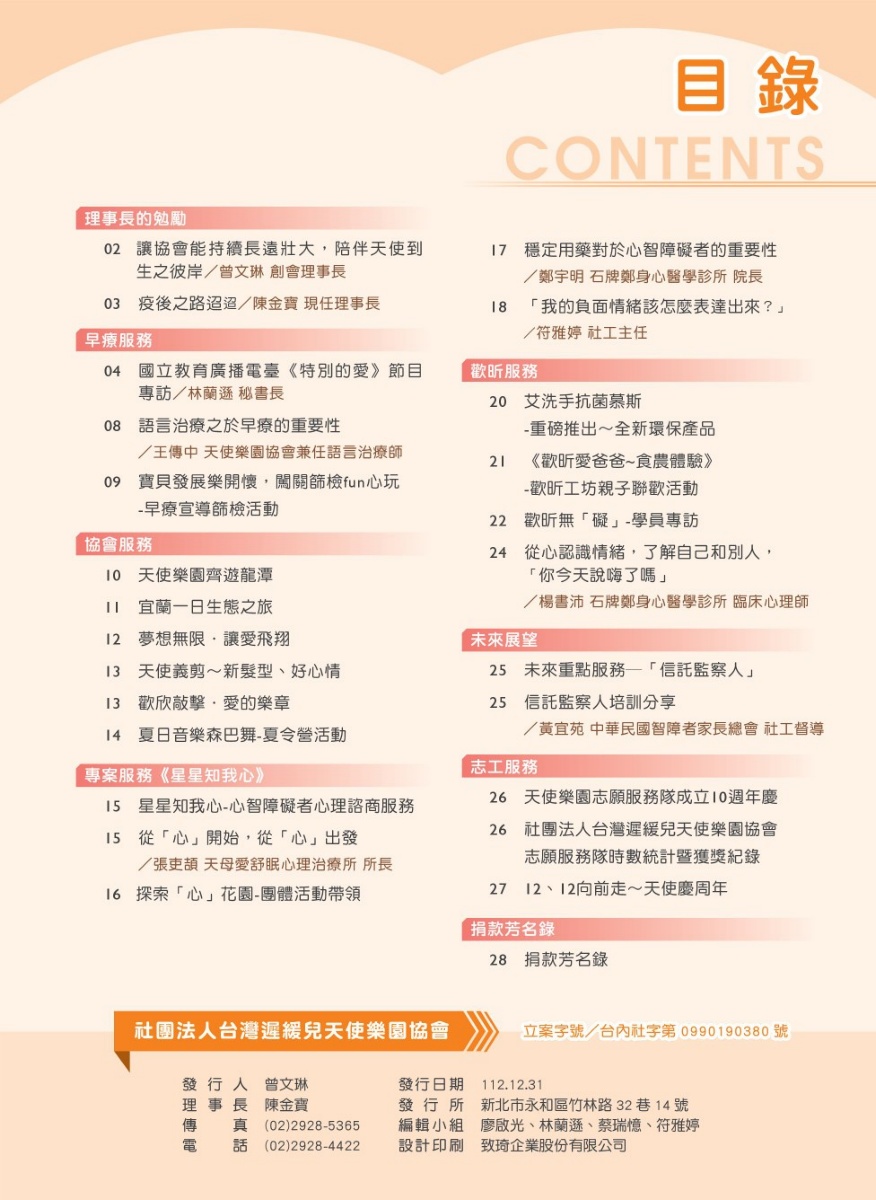 目錄
CONTENTS
理事長的勉勵
02 讓協會能持續長遠壯大，陪伴天使到
生之彼岸／曾文琳 創會理事長
03 疫後之路迢迢／陳金寶 現任理事長
早療服務
04 國立教育廣播電臺《特別的愛》節目
專訪／林蘭遜 秘書長
08 語言治療之於早療的重要性
／王傳中 天使樂園協會兼任語言治療師
09 寶貝發展樂開懷，闖關篩檢fun心玩
-早療宣導篩檢活動
協會服務
10 天使樂園齊遊龍潭
11 宜蘭一日生態之旅
12 夢想無限．讓愛飛翔
13 天使義剪～新髮型、好心情
13 歡欣敲擊．愛的樂章
14 夏日音樂森巴舞-夏令營活動
專案服務《星星知我心》
15 星星知我心-心智障礙者心理諮商服務
15 從「心」開始，從「心」出發
／張吏頡 天母愛舒眠心理治療所 所長
16 探索「心」花園-團體活動帶領
17 穩定用藥對於心智障礙者的重要性
／鄭宇明 石牌鄭身心醫學診所 院長
18 「我的負面情緒該怎麼表達出來？」
／符雅婷 社工主任
歡昕服務
20 艾洗手抗菌慕斯
-重磅推出～全新環保產品
21 《歡昕愛爸爸~食農體驗》
-歡昕工坊親子聯歡活動
22 歡昕無「礙」-學員專訪
24 從心認識情緒，了解自己和別人，
「你今天說嗨了嗎」
／楊書沛 石牌鄭身心醫學診所 臨床心理師
未來展望
25 未來重點服務─「信託監察人」
25 信託監察人培訓分享
／黃宜苑 中華民國智障者家長總會 社工督導
志工服務
26 天使樂園志願服務隊成立10週年慶
26 社團法人台灣遲緩兒天使樂園協會
志願服務隊時數統計暨獲獎紀錄
27 12、12向前走～天使慶周年
捐款芳名錄
28 捐款芳名錄
社團法人台灣遲緩兒天使樂園協會 立案字號／台內社字第 0990190380 號
發行人 曾文琳 發行日期 112.12.31
理事長 陳金寶 發行所 新北市永和區竹林路 32 巷 14 號
傳真 (02)2928-5365 編輯小組 廖啟光、林蘭遜、蔡瑞憶、符雅婷
電話 (02)2928-4422 設計印刷 致琦企業股份有限公司